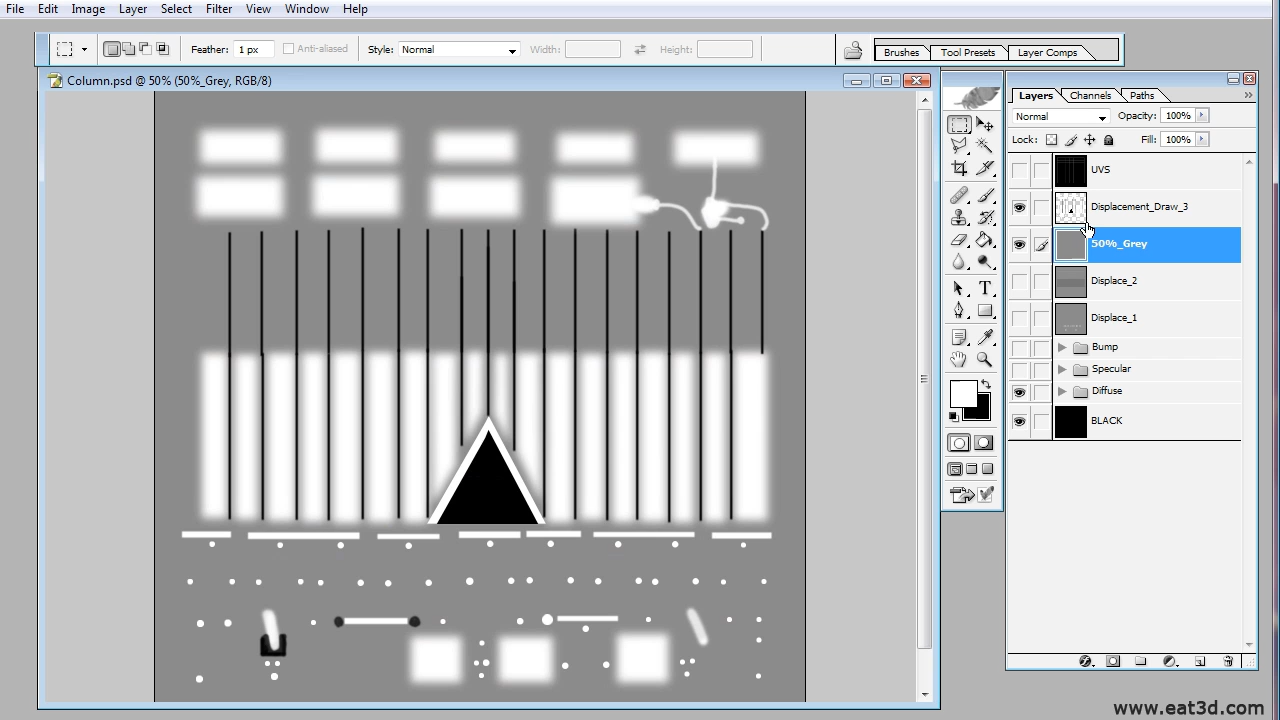 File Edit Image Layer Select Filter View Window Help
Feather: 1 px Anti-aliased Style: Normal Width: Height: Brushes Tool Presets Layer Comps
Column.psd @ 50% (50%_Grey, RGB/8)
Layers Channels Paths
Normal Opacity: 100%
Lock: Fill: 100%
UVS
Displacement_Draw_3
50%_Grey
Displace_2
Displace_1
Bump
Specular
Diffuse
BLACK
T
www.eat3d.com